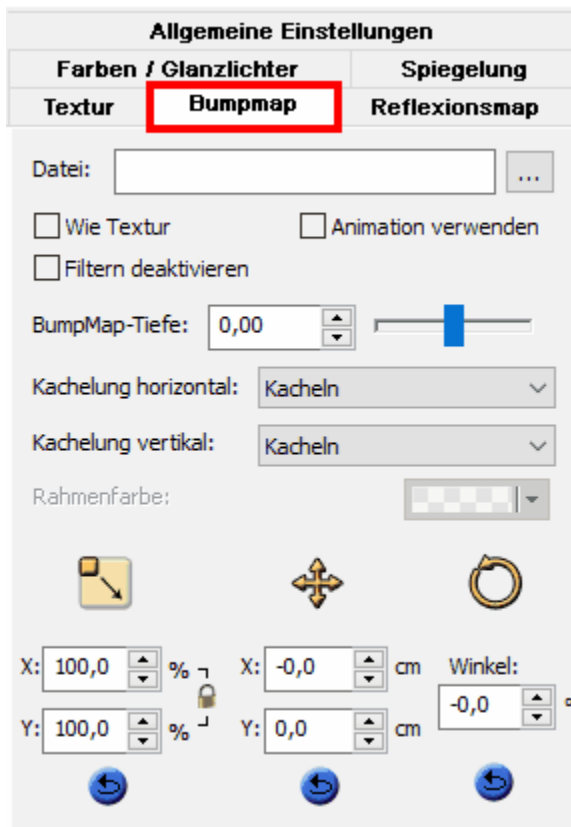 Allgemeine Einstellungen
Farben / Glanzlichter Spiegelung
Textur Bumpmap Reflexionsmap
Datei: ...
Wie Textur Animation verwenden
Filtern deaktivieren
BumpMap-Tiefe: 0,00
Kachelung horizontal: Kacheln
Kachelung vertikal: Kacheln
Rahmenfarbe:
X: 100,0 % X: -0,0 cm Winkel:
-0,0 °
Y: 100,0 % Y: 0,0 cm